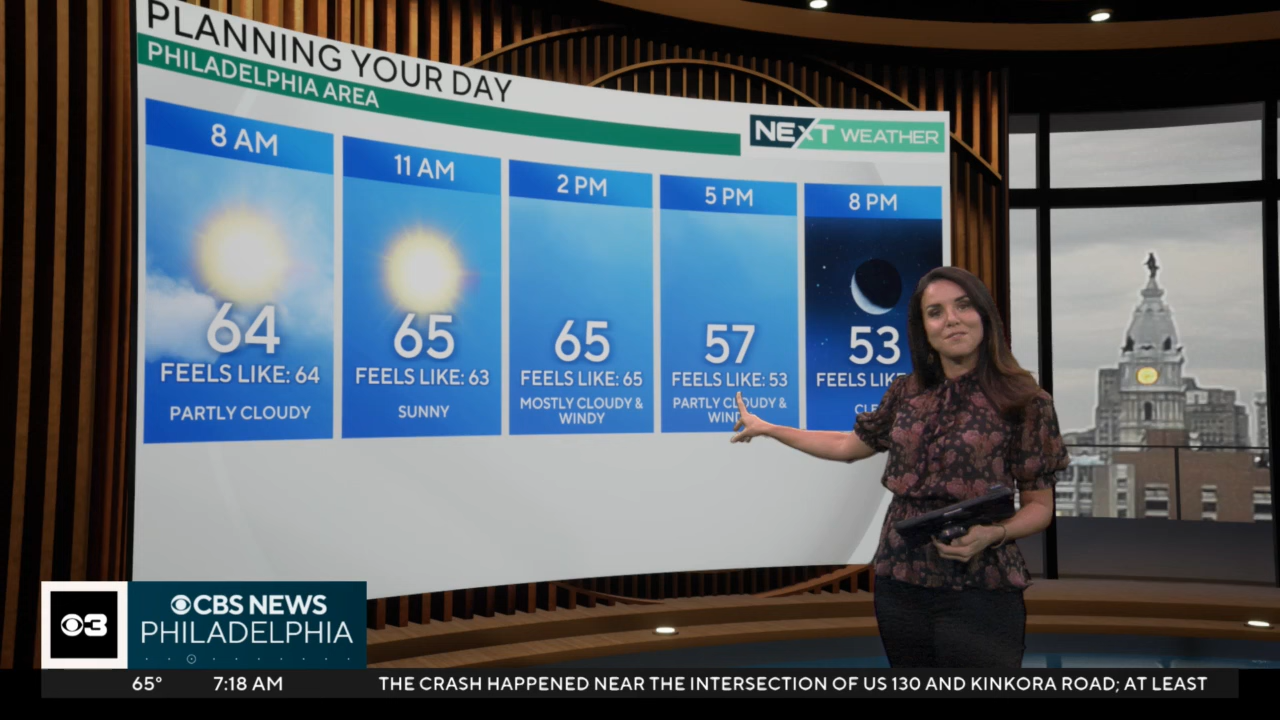 PLANNING YOUR DAY
PHILADELPHIA AREA
NEXT WEATHER
8 AM
64
FEELS LIKE: 64
PARTLY CLOUDY
11 AM
65
FEELS LIKE: 63
SUNNY
2 PM
65
FEELS LIKE: 65
MOSTLY CLOUDY &
WINDY
5 PM
57
FEELS LIKE: 53
PARTLY CLOUDY &
8 PM
53
FEELS
3
CBS NEWS
PHILADELPHIA
65° 7:18 AM THE CRASH HAPPENED NEAR THE INTERSECTION OF US 130 AND KINKORA ROAD; AT LEAST